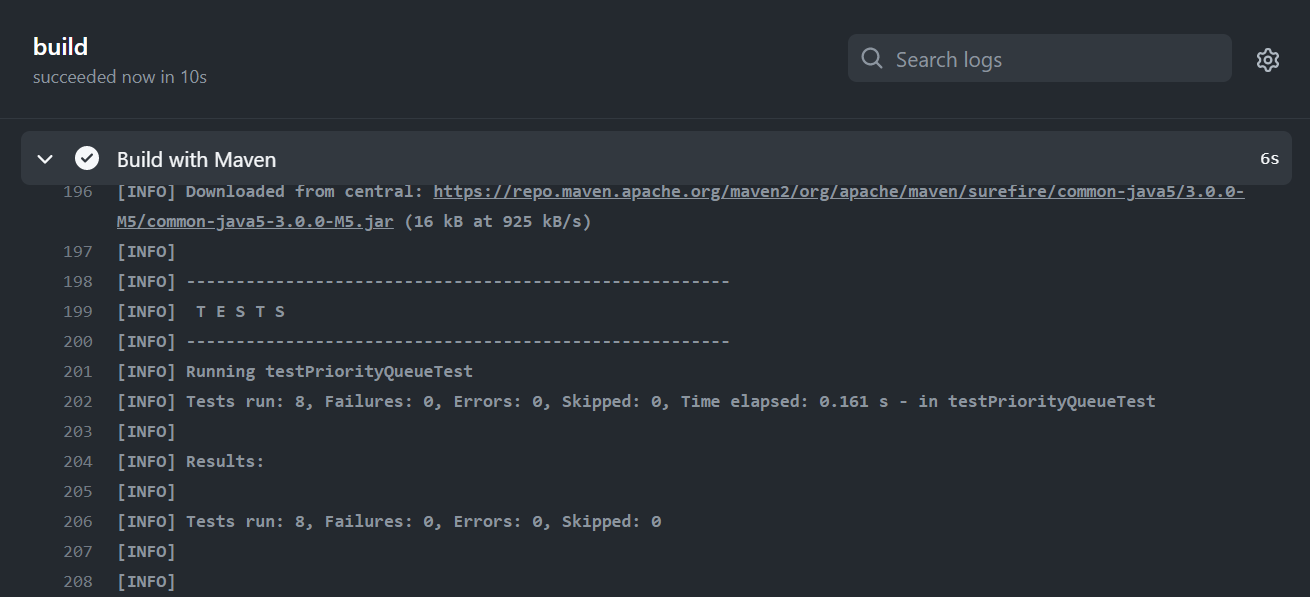 build
succeeded now in 10s
Search logs
Build with Maven
6s
196 [INFO] Downloaded from central: https://repo.maven.apache.org/maven2/org/apache/maven/surefire/common-java5/3.0.0-
M5/common-java5-3.0.0-M5.jar (16 kB at 925 kB/s)
197 [INFO]
198 [INFO] -------------------------------------------------------
199 [INFO]  T E S T S
200 [INFO] -------------------------------------------------------
201 [INFO] Running testPriorityQueueTest
202 [INFO] Tests run: 8, Failures: 0, Errors: 0, Skipped: 0, Time elapsed: 0.161 s - in testPriorityQueueTest
203 [INFO]
204 [INFO] Results:
205 [INFO]
206 [INFO] Tests run: 8, Failures: 0, Errors: 0, Skipped: 0
207 [INFO]
208 [INFO]